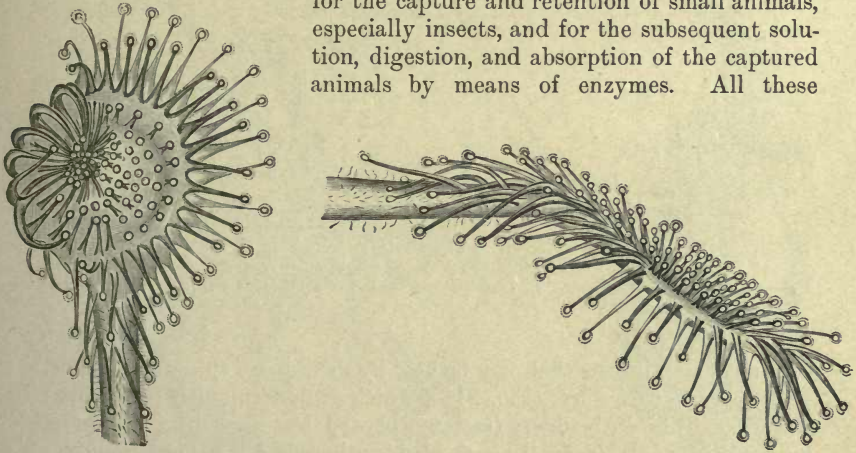 for the capture and retention of small animals,
especially insects, and for the subsequent solu-
tion, digestion, and absorption of the captured
animals by means of enzymes. All these